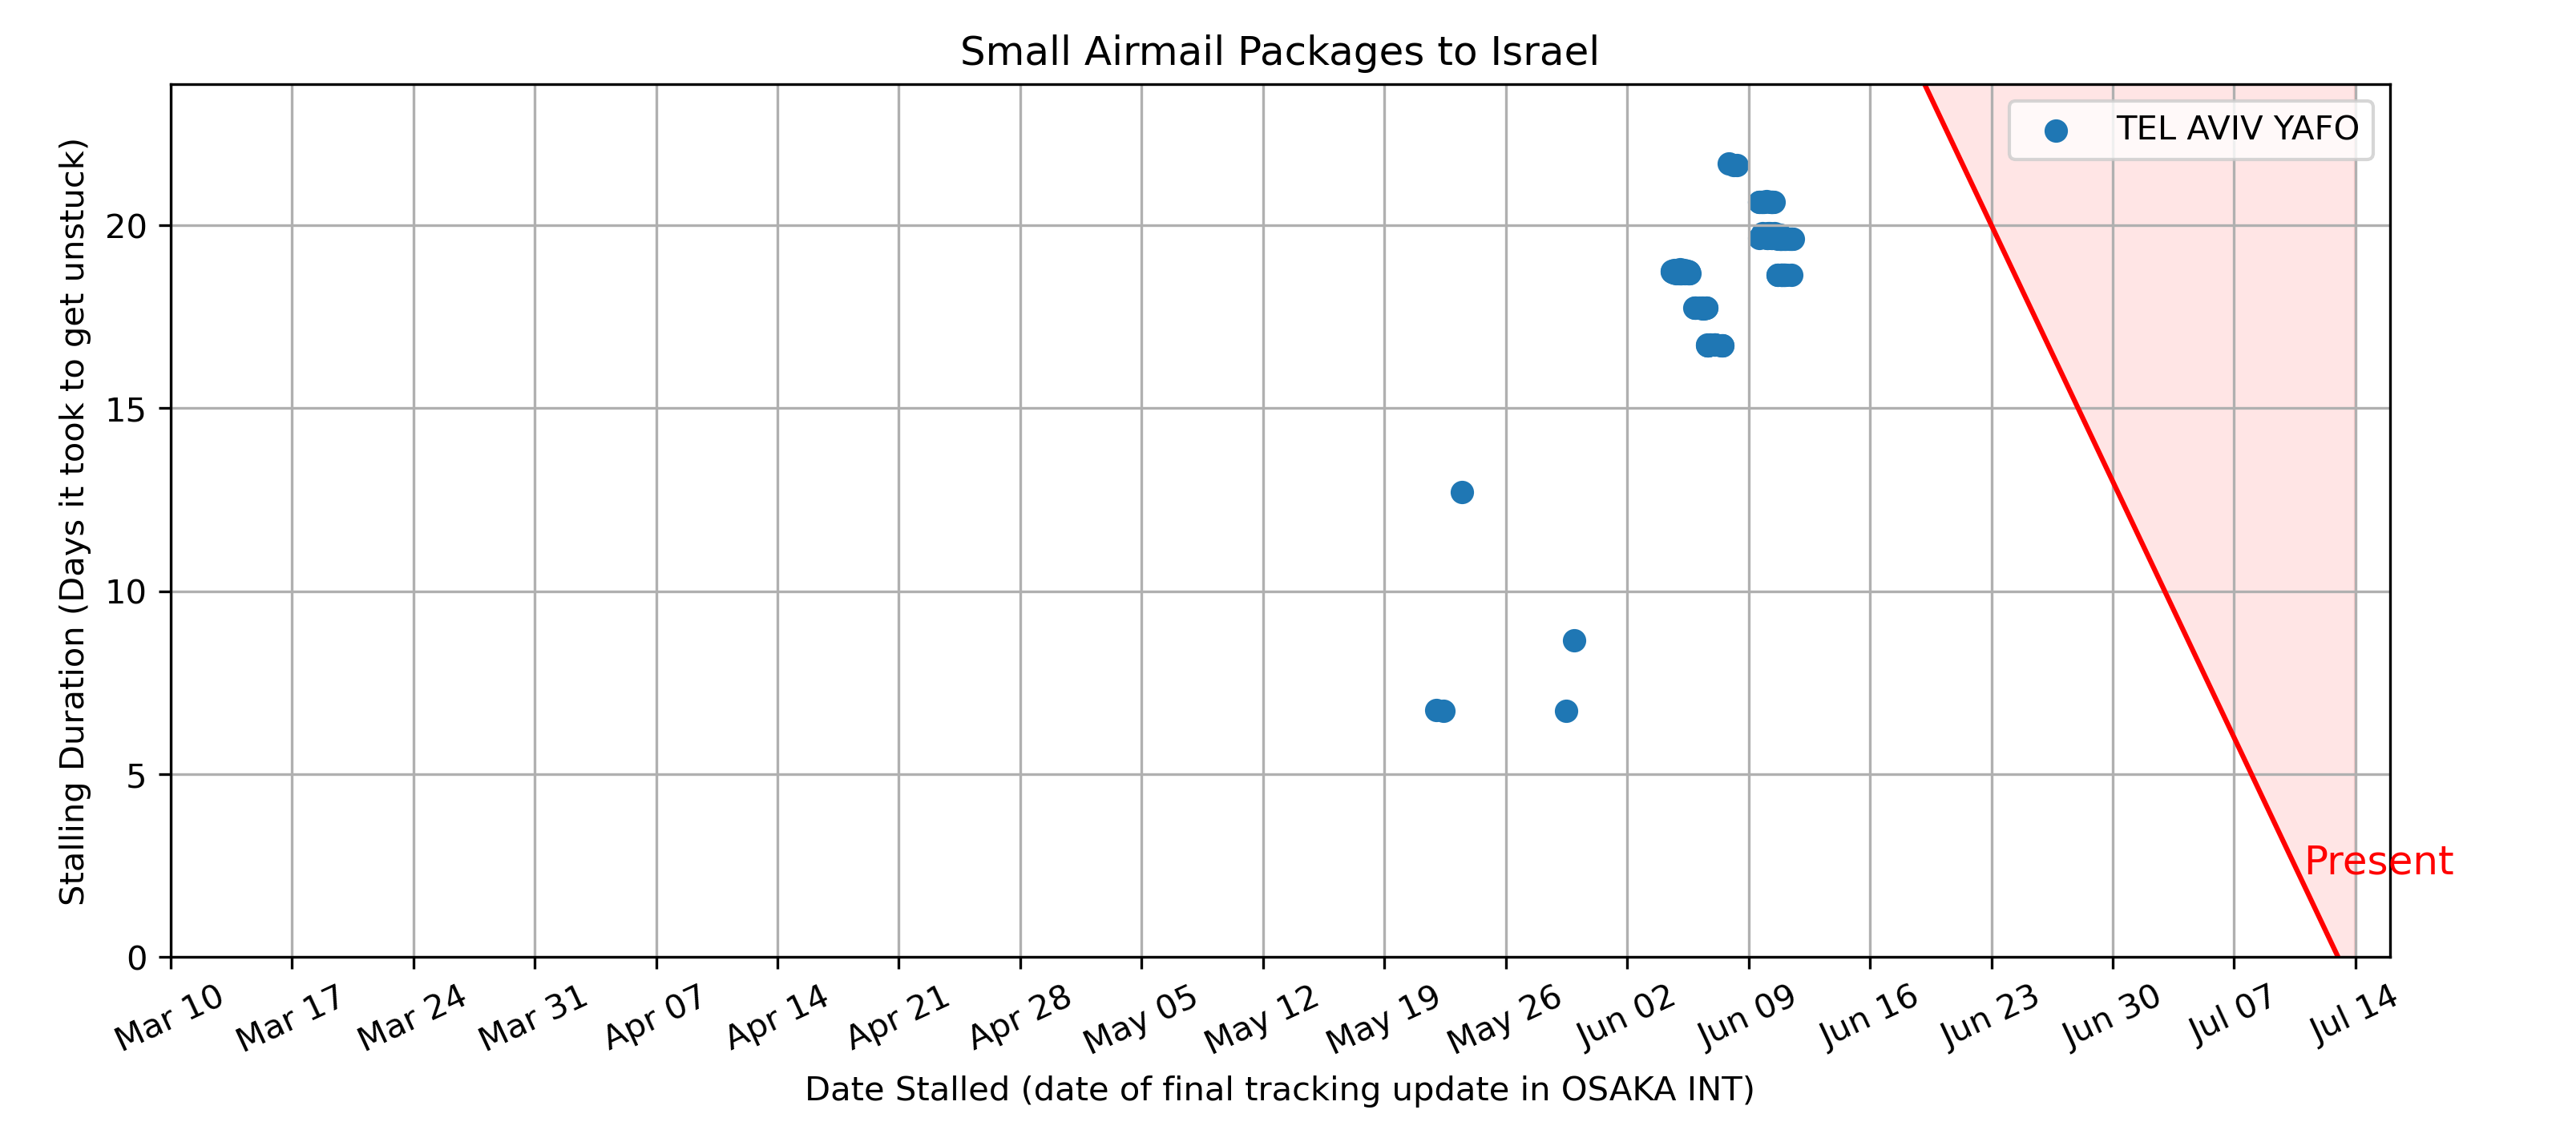 Small Airmail Packages to Israel
TEL AVIV YAFO
Stalling Duration (Days it took to get unstuck)
20
15
10
5
0
Present
Mar 10
Mar 17
Mar 24
Mar 31
Apr 07
Apr 14
Apr 21
Apr 28
May 05
May 12
May 19
May 26
Jun 02
Jun 09
Jun 16
Jun 23
Jun 30
Jul 07
Jul 14
Date Stalled (date of final tracking update in OSAKA INT)